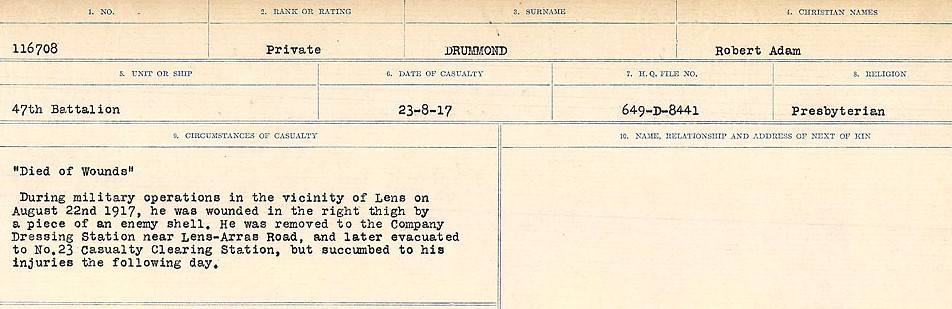 1. NO. 2. RANK OR RATING 3. SURNAME 4. CHRISTIAN NAMES
116708 Private DRUMMOND Robert Adam
5. UNIT OR SHIP 6. DATE OF CASUALTY 7. H. Q. FILE NO. 8. RELIGION
47th Battalion 23-8-17 649-D-8441 Presbyterian
9. CIRCUMSTANCES OF CASUALTY 10. NAME, RELATIONSHIP AND ADDRESS OF NEXT OF KIN
"Died of Wounds"
During military operations in the vicinity of Lens on
August 22nd 1917, he was wounded in the right thigh by
a piece of an enemy shell. He was removed to the Company
Dressing Station near Lens-Arras Road, and later evacuated
to No.23 Casualty Clearing Station, but succumbed to his
injuries the following day.